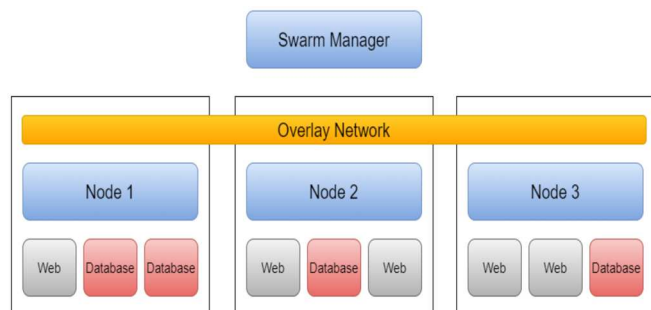 Swarm Manager
Overlay Network
Node 1
Node 2
Node 3
Web
Database
Database
Web
Database
Web
Web
Web
Database